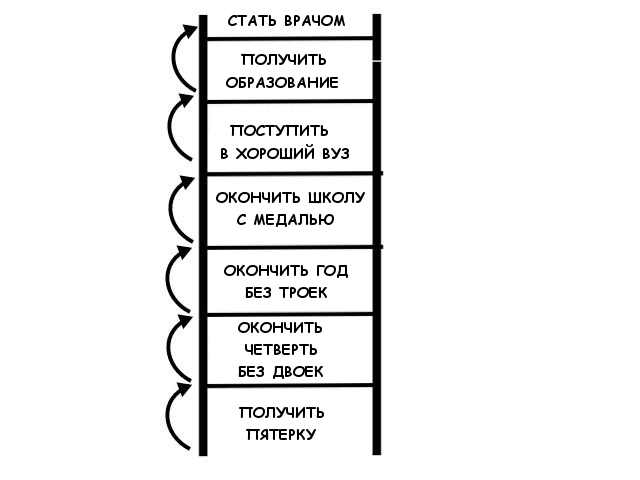 СТАТЬ ВРАЧОМ
ПОЛУЧИТЬ
ОБРАЗОВАНИЕ
ПОСТУПИТЬ
В ХОРОШИЙ ВУЗ
ОКОНЧИТЬ ШКОЛУ
С МЕДАЛЬЮ
ОКОНЧИТЬ ГОД
БЕЗ ТРОЕК
ОКОНЧИТЬ
ЧЕТВЕРТЬ
БЕЗ ДВОЕК
ПОЛУЧИТЬ
ПЯТЕРКУ